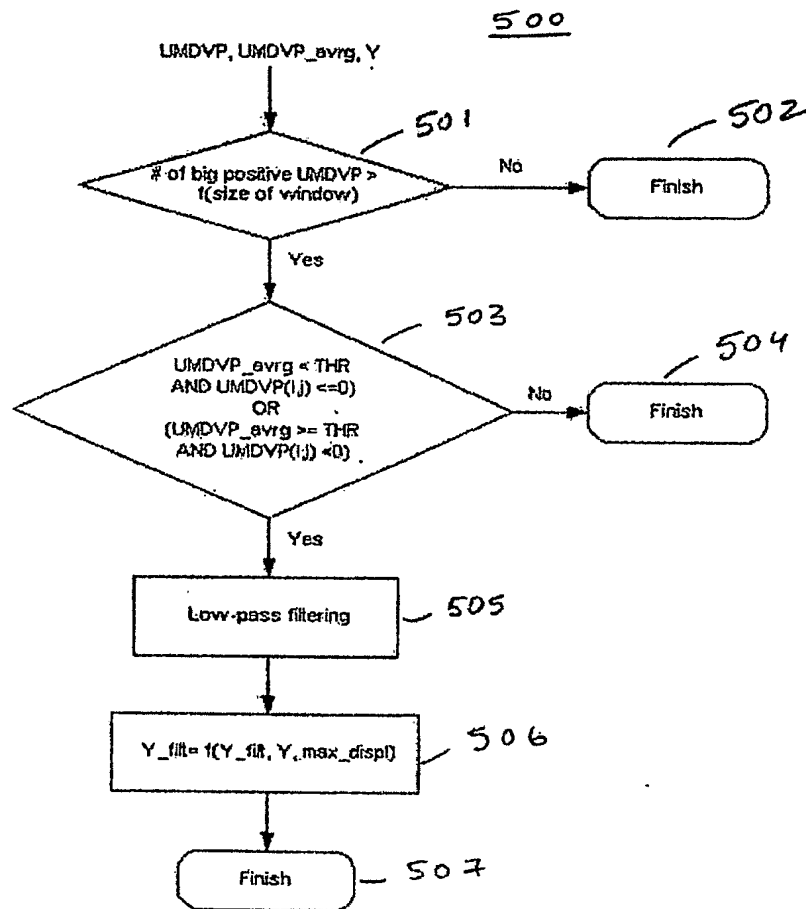 500
UMDVP, UMDVP_avrg, Y
501
502
# of big positive UMDVP >
f(size of window)
No
Finish
Yes
503
504
UMDVP_avrg < THR
AND UMDVP(i,j) <=0)
OR
(UMDVP_avrg >= THR
AND UMDVP(i,j) <0)
No
Finish
Yes
Low-pass filtering
505
Y_filt= f(Y_filt, Y, max_displ)
506
Finish
507